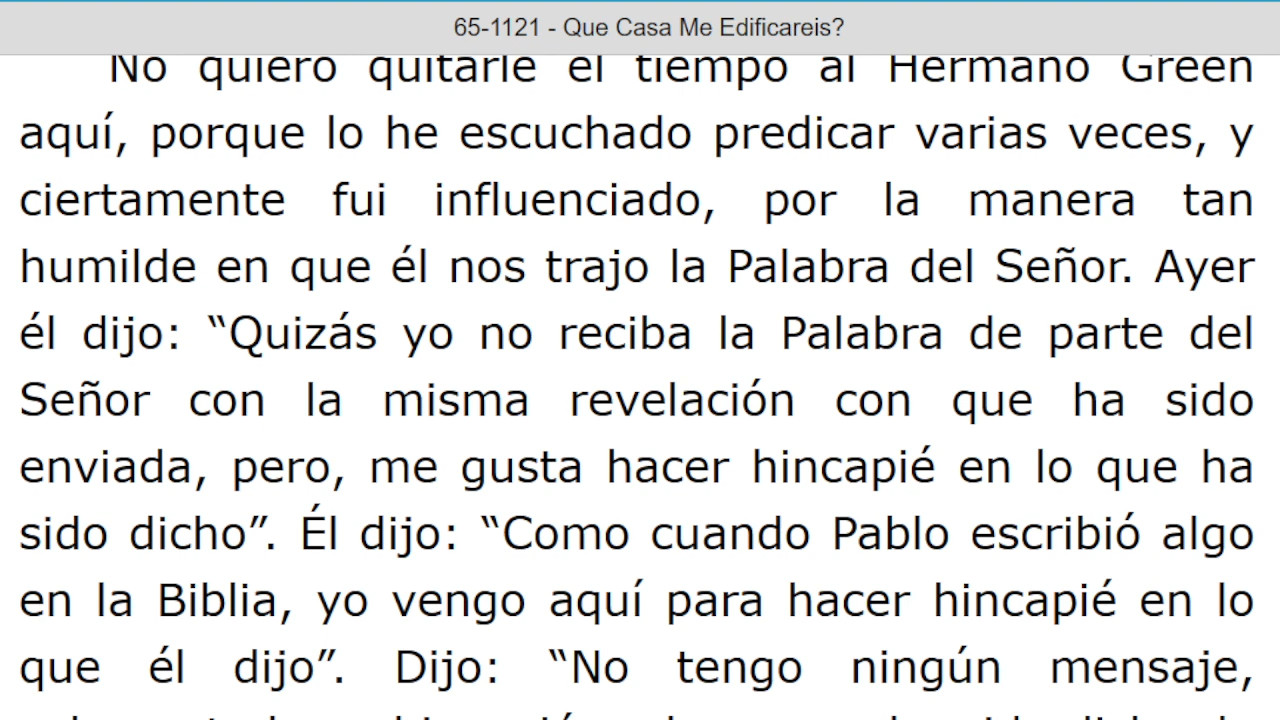 65-1121 - Que Casa Me Edificareis?
No quiero quitarle el tiempo al Hermano Green
aquí, porque lo he escuchado predicar varias veces, y
ciertamente fui influenciado, por la manera tan
humilde en que él nos trajo la Palabra del Señor. Ayer
él dijo: “Quizás yo no reciba la Palabra de parte del
Señor con la misma revelación con que ha sido
enviada, pero, me gusta hacer hincapié en lo que ha
sido dicho”. Él dijo: “Como cuando Pablo escribió algo
en la Biblia, yo vengo aquí para hacer hincapié en lo
que él dijo”. Dijo: “No tengo ningún mensaje,